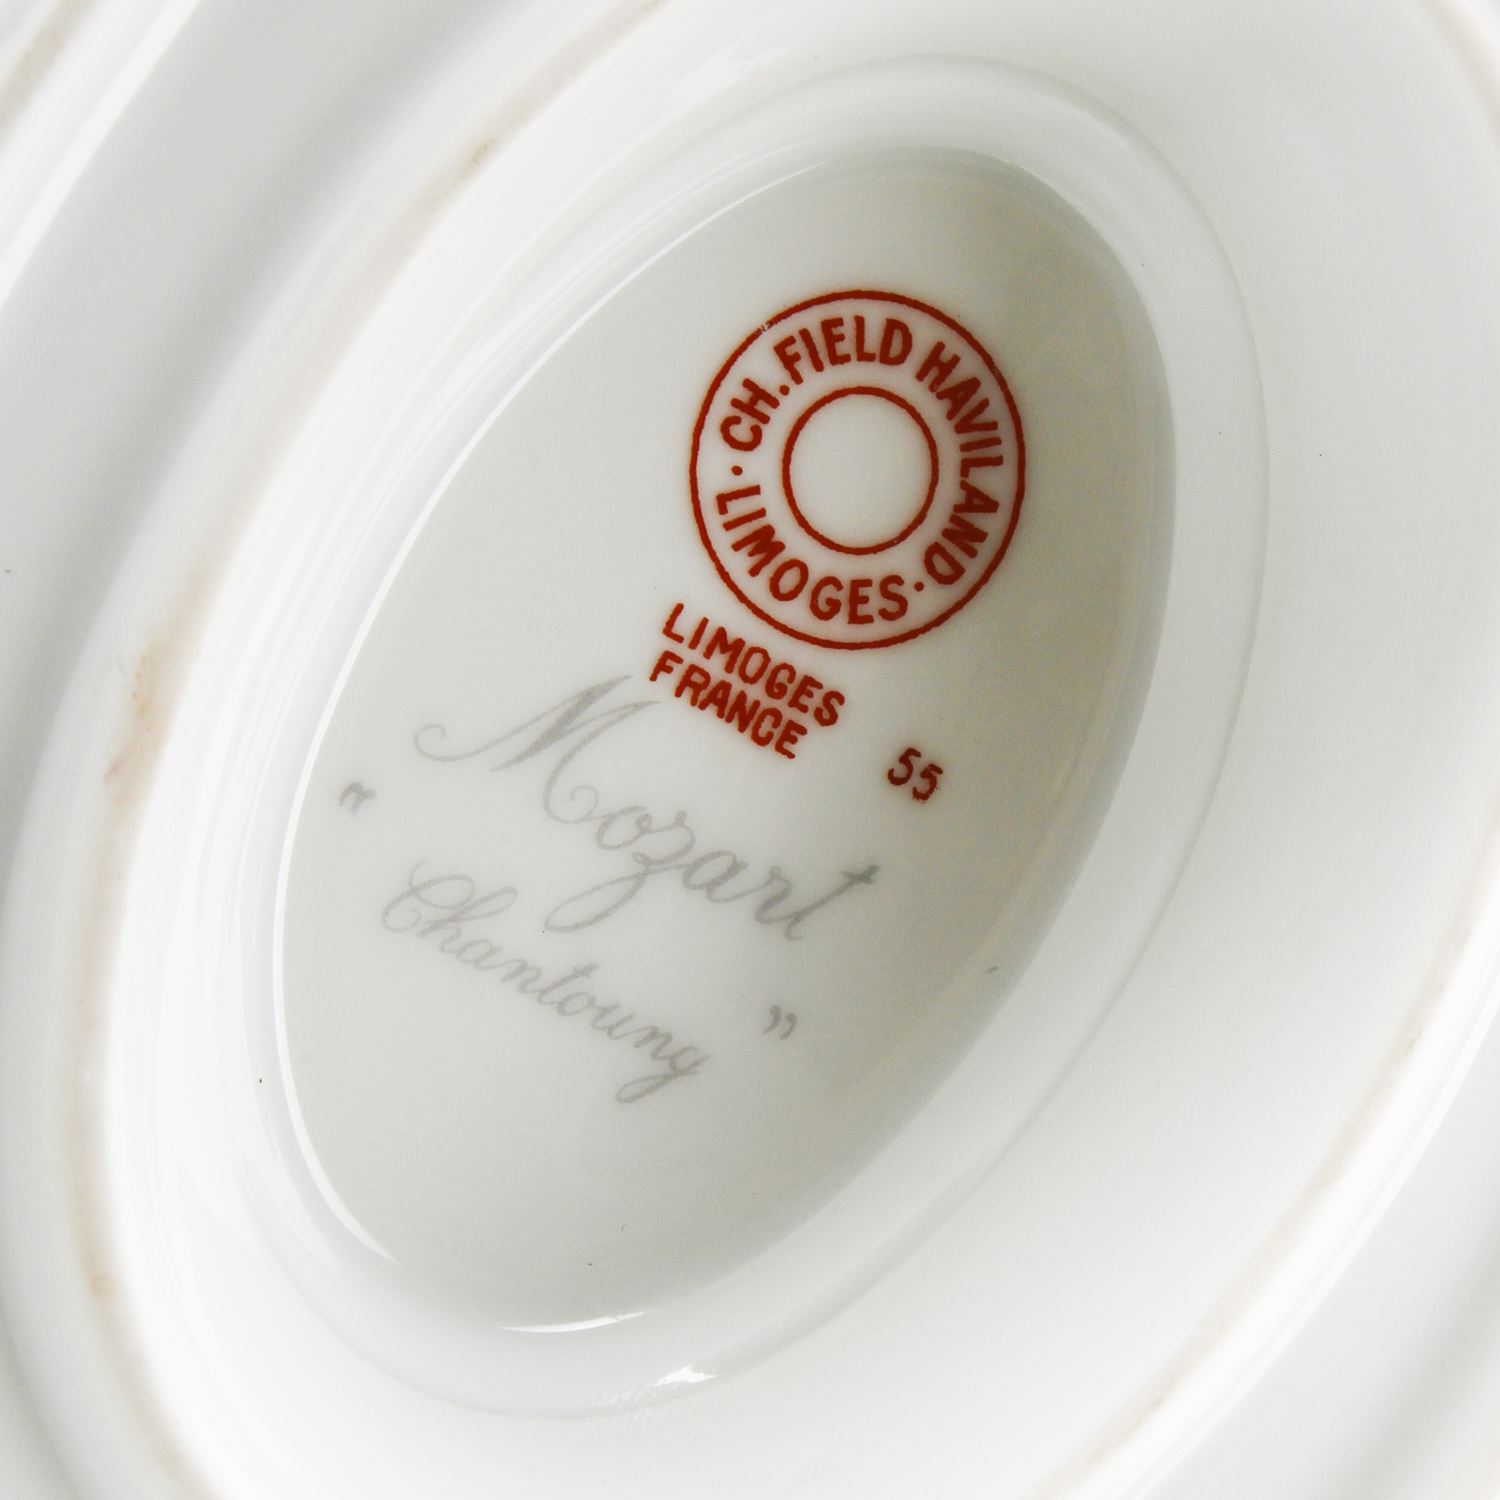 CH. FIELD HAVILAND
· LIMOGES ·
LIMOGES
FRANCE
55
Mozart
"Chantoung"